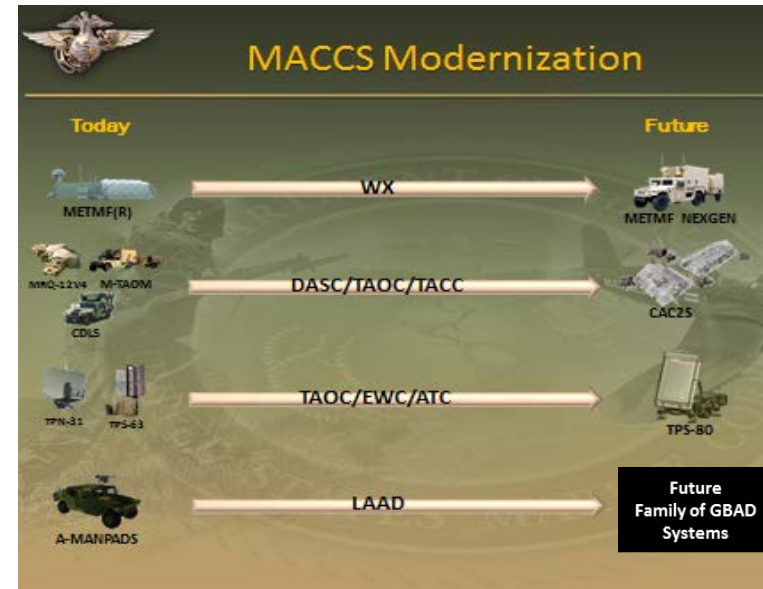 MACCS Modernization
Today
Future
METMF(R)
WX
METMF NEXGEN
MRQ-12V4 M-TAOM
CDLS
DASC/TAOC/TACC
CAC2S
TPN-31 TPS-63
TAOC/EWC/ATC
TPS-80
A-MANPADS
LAAD
Future
Family of GBAD
Systems